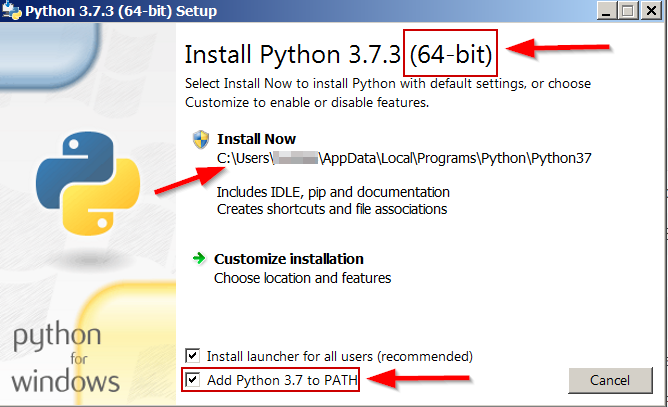 Python 3.7.3 (64-bit) Setup
Install Python 3.7.3 (64-bit)
Select Install Now to install Python with default settings, or choose
Customize to enable or disable features.
Install Now
C:\Users\ \AppData\Local\Programs\Python\Python37
Includes IDLE, pip and documentation
Creates shortcuts and file associations
Customize installation
Choose location and features
python
for
windows
Install launcher for all users (recommended)
Add Python 3.7 to PATH
Cancel